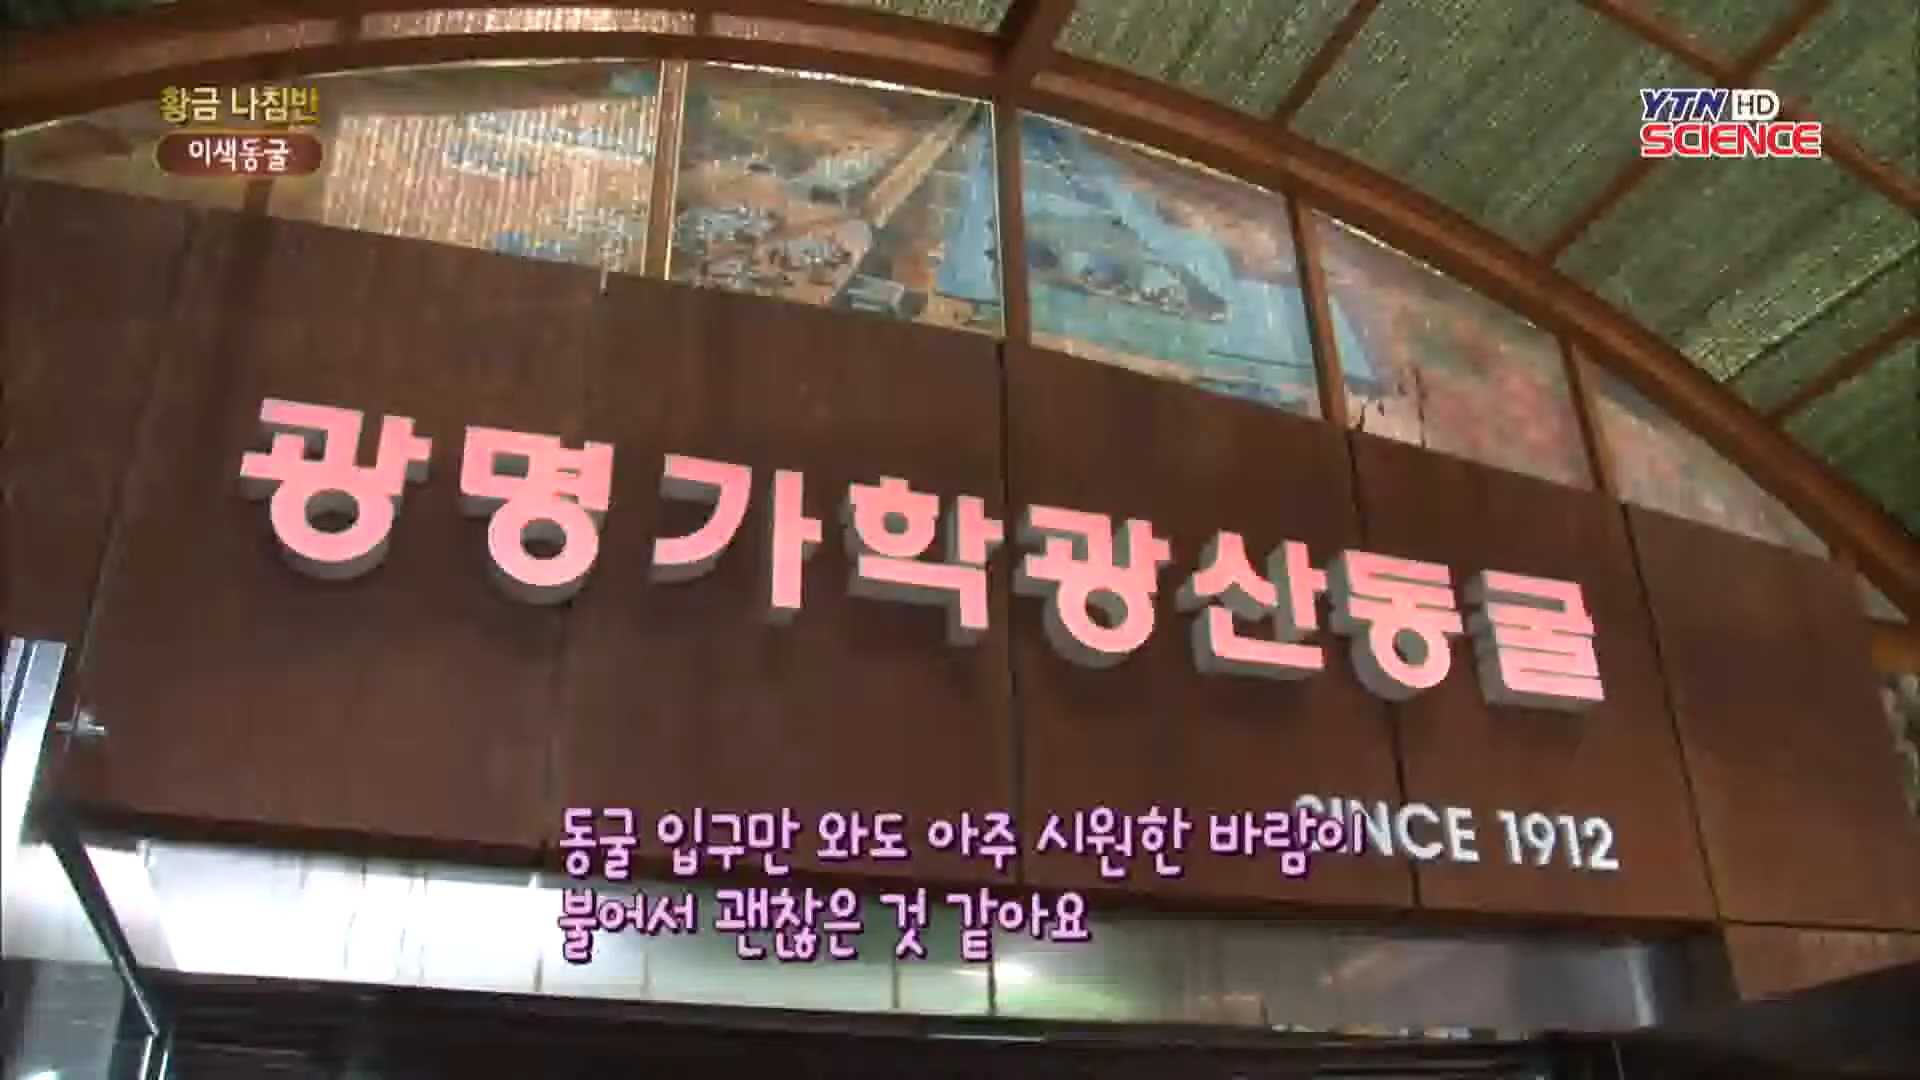 황금 나침반
이색동굴
YTN HD
SCIENCE
광명가학광산동굴
SINCE 1912
동굴 입구만 와도 아주 시원한 바람이
불어서 괜찮은 것 같아요